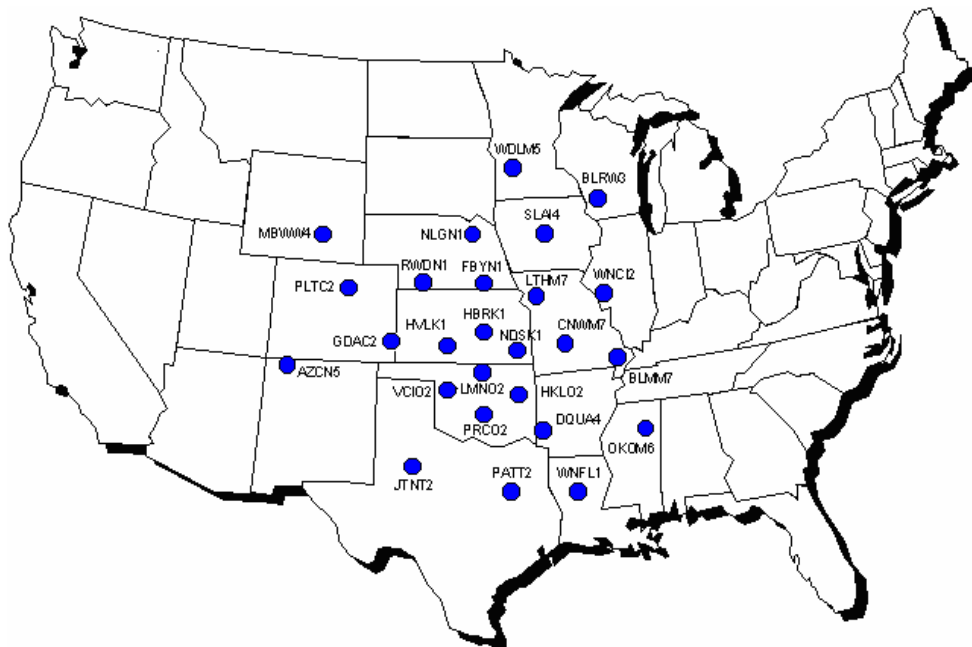 WDLM5
BLRW3
SLAI4
MBWW4
NLGN1
RWDN1
FBYN1
WNCI2
PLTC2
LTHM7
HBRK1
HVLK1
NDSK1
CNWM7
GDAC2
AZCN5
BLMM7
VCIO2
LMNO2
HKLO2
DQUA4
PRCO2
OKOM6
JTNT2
PATT2
WNFL1